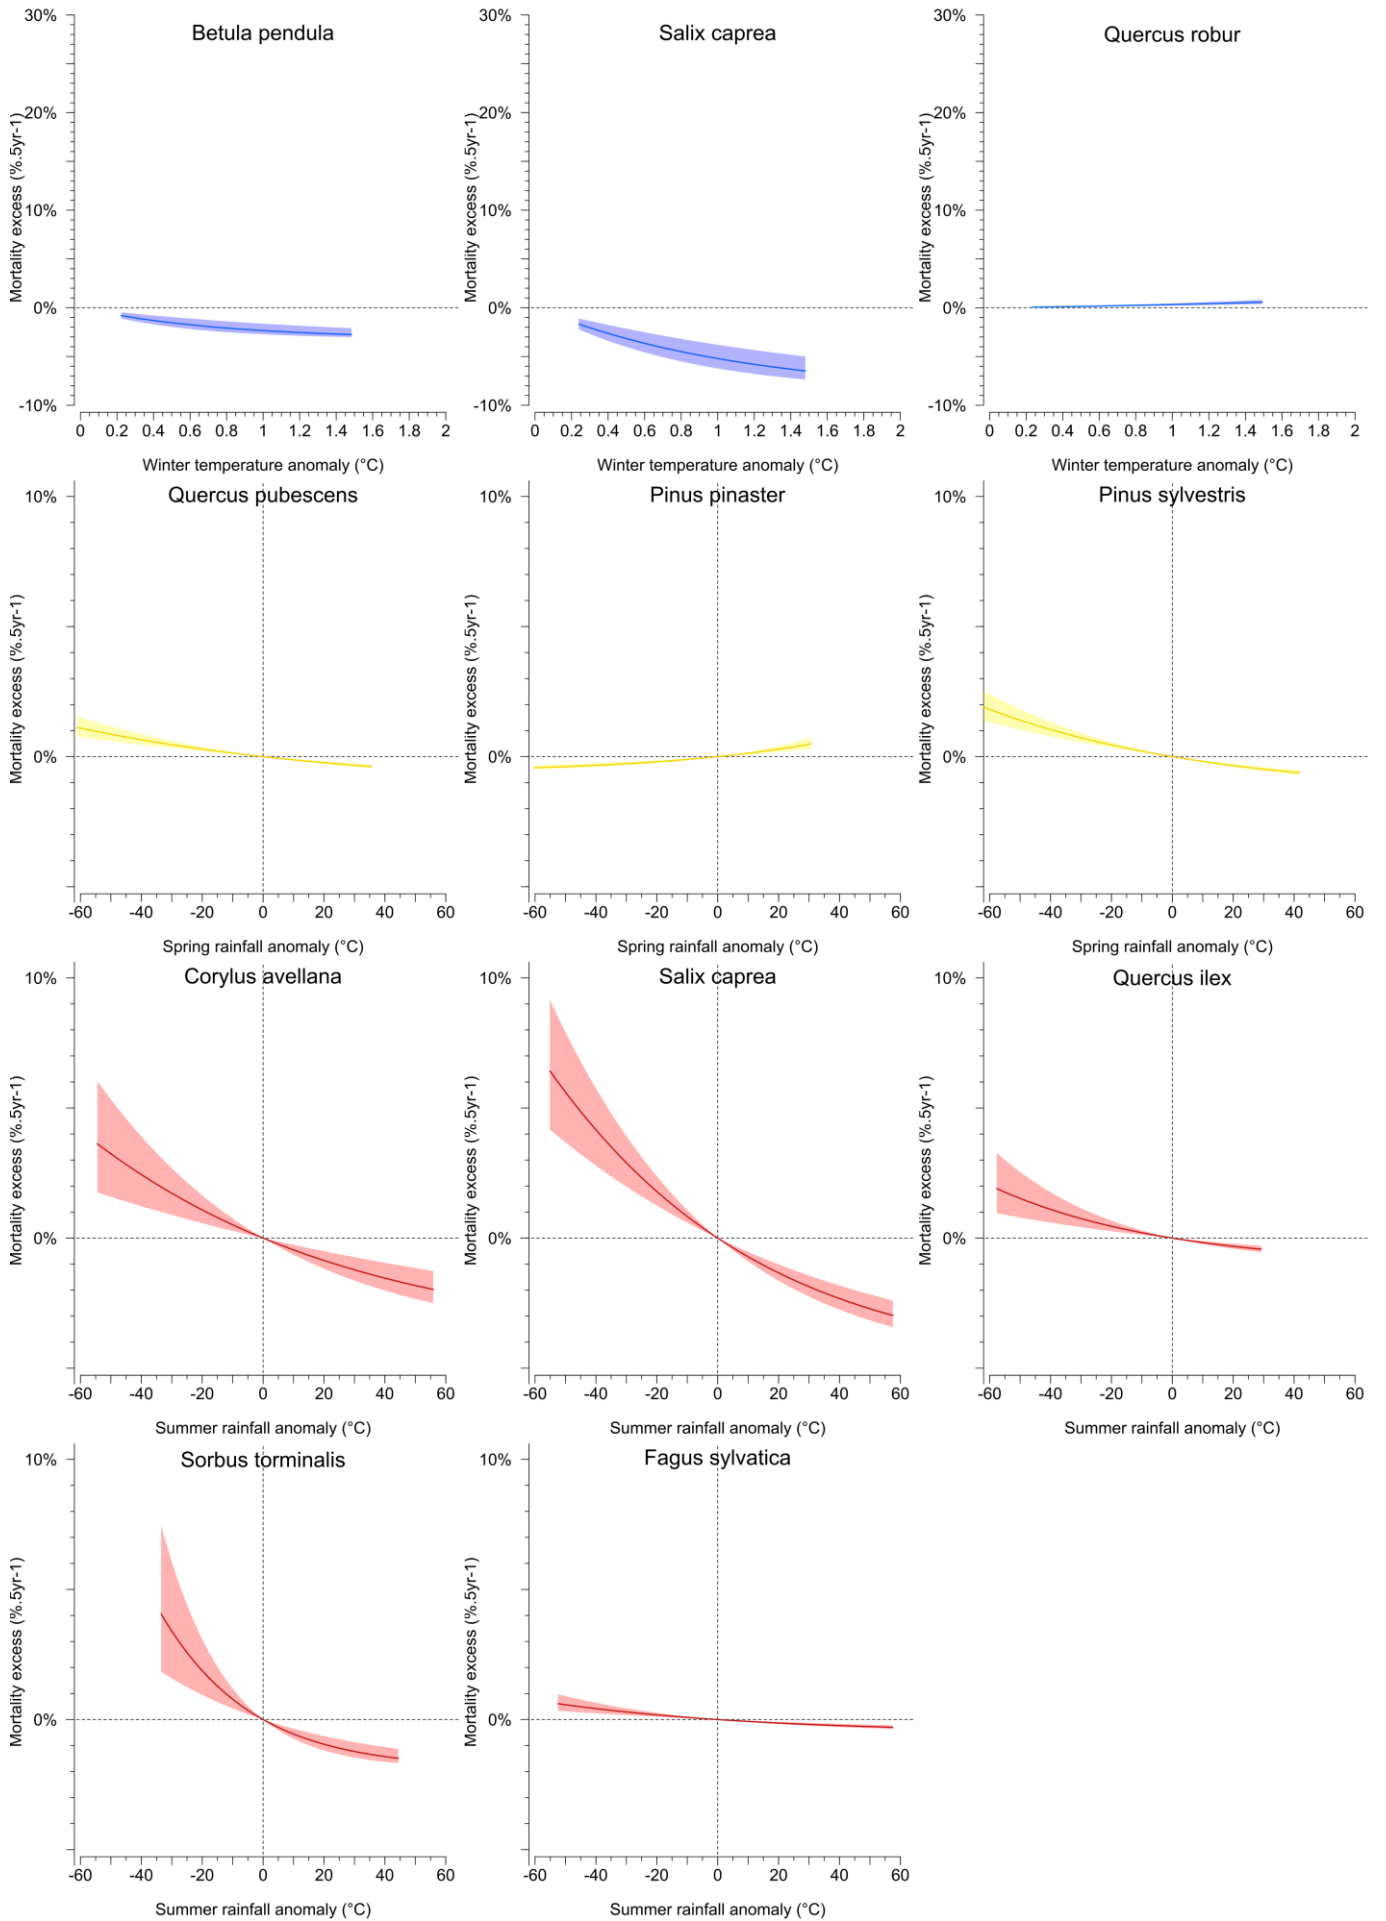 Betula pendula
30%
20%
10%
0%
-10%
Mortality excess (%.5yr-1)
0 0.2 0.4 0.6 0.8 1 1.2 1.4 1.6 1.8 2
Winter temperature anomaly (°C)
Salix caprea
30%
20%
10%
0%
-10%
Mortality excess (%.5yr-1)
0 0.2 0.4 0.6 0.8 1 1.2 1.4 1.6 1.8 2
Winter temperature anomaly (°C)
Quercus robur
30%
20%
10%
0%
-10%
Mortality excess (%.5yr-1)
0 0.2 0.4 0.6 0.8 1 1.2 1.4 1.6 1.8 2
Winter temperature anomaly (°C)
Quercus pubescens
10%
0%
Mortality excess (%.5yr-1)
-60 -40 -20 0 20 40 60
Spring rainfall anomaly (°C)
Pinus pinaster
10%
0%
Mortality excess (%.5yr-1)
-60 -40 -20 0 20 40 60
Spring rainfall anomaly (°C)
Pinus sylvestris
10%
0%
Mortality excess (%.5yr-1)
-60 -40 -20 0 20 40 60
Spring rainfall anomaly (°C)
Corylus avellana
10%
0%
Mortality excess (%.5yr-1)
-60 -40 -20 0 20 40 60
Summer rainfall anomaly (°C)
Salix caprea
10%
0%
Mortality excess (%.5yr-1)
-60 -40 -20 0 20 40 60
Summer rainfall anomaly (°C)
Quercus ilex
10%
0%
Mortality excess (%.5yr-1)
-60 -40 -20 0 20 40 60
Summer rainfall anomaly (°C)
Sorbus torminalis
10%
0%
Mortality excess (%.5yr-1)
-60 -40 -20 0 20 40 60
Summer rainfall anomaly (°C)
Fagus sylvatica
10%
0%
Mortality excess (%.5yr-1)
-60 -40 -20 0 20 40 60
Summer rainfall anomaly (°C)